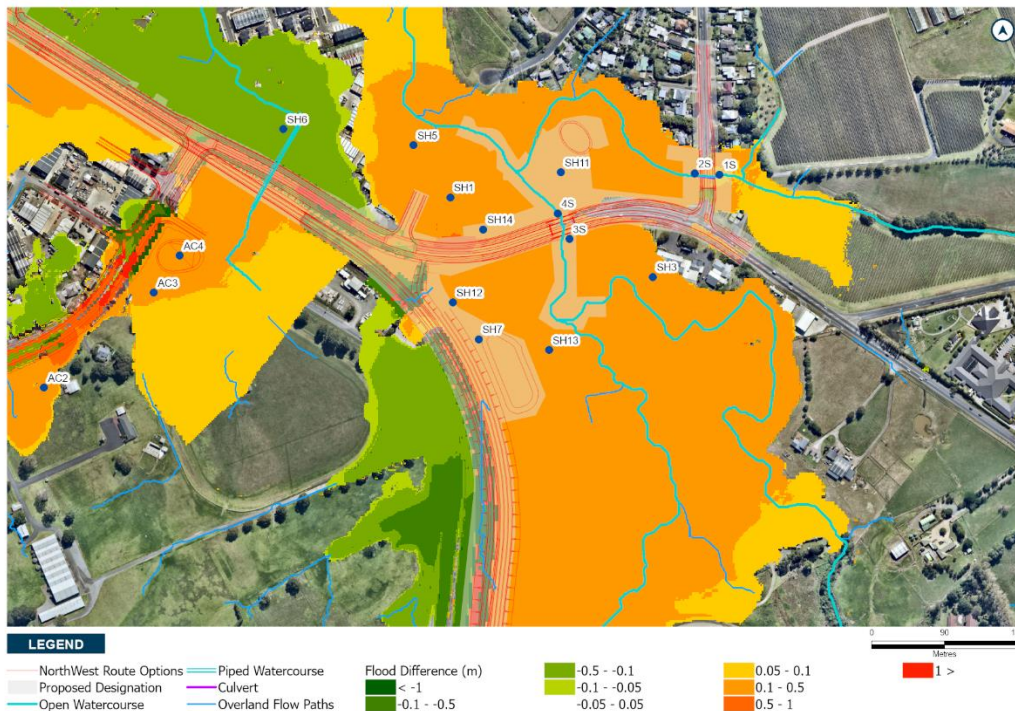 SH6
SH5
SH11
2S
1S
SH1
4S
SH14
3S
AC4
SH3
AC3
SH12
SH7
SH13
AC2
LEGEND
0 90
Metres
NorthWest Route Options
Piped Watercourse
Flood Difference (m)
-0.5 - -0.1
0.05 - 0.1
1 >
Proposed Designation
Culvert
< -1
-0.1 - -0.05
0.1 - 0.5
Open Watercourse
Overland Flow Paths
-0.1 - -0.5
-0.05 - 0.05
0.5 - 1